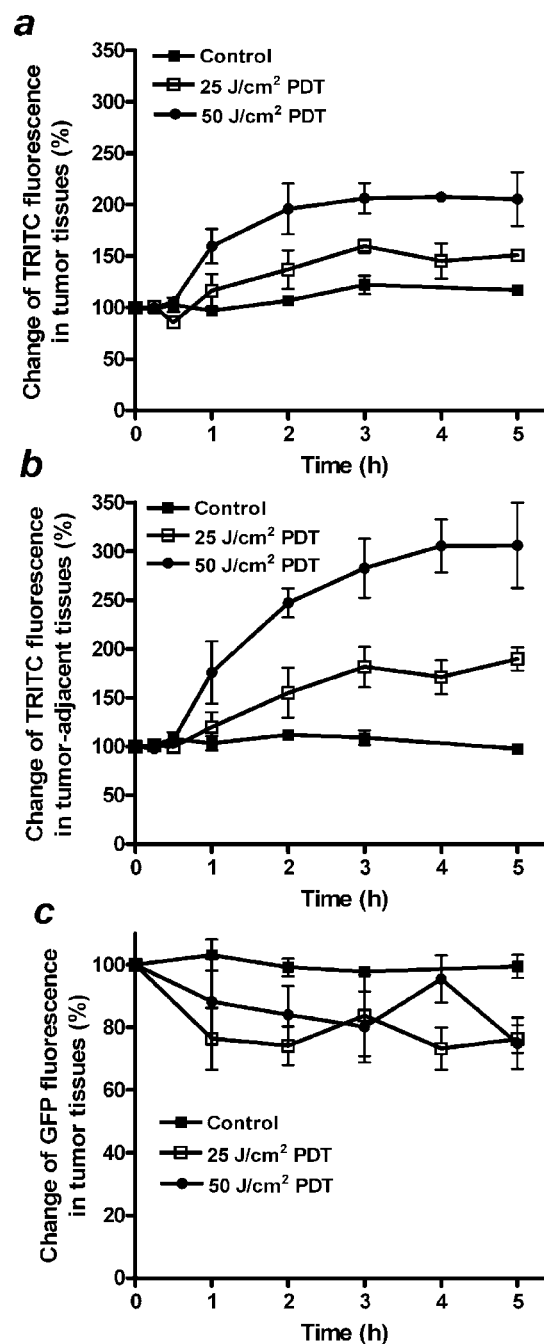 a
Change of TRITC fluorescence
in tumor tissues (%)
350
300
250
200
150
100
50
0
Control
25 J/cm² PDT
50 J/cm² PDT
0 1 2 3 4 5
Time (h)
b
Change of TRITC fluorescence
in tumor-adjacent tissues (%)
350
300
250
200
150
100
50
0
Control
25 J/cm² PDT
50 J/cm² PDT
0 1 2 3 4 5
Time (h)
c
Change of GFP fluorescence
in tumor tissues (%)
100
80
60
40
20
0
Control
25 J/cm² PDT
50 J/cm² PDT
0 1 2 3 4 5
Time (h)